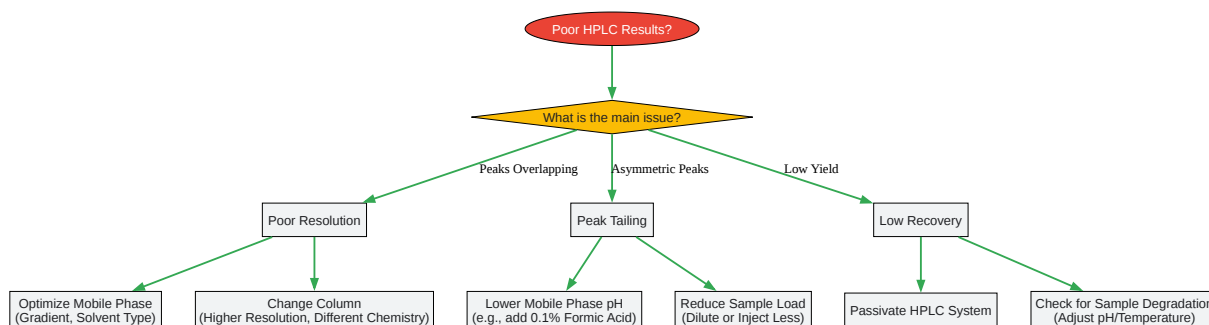 Poor HPLC Results?
What is the main issue?
Peaks Overlapping
Asymmetric Peaks
Low Yield
Poor Resolution
Peak Tailing
Low Recovery
Optimize Mobile Phase
(Gradient, Solvent Type)
Change Column
(Higher Resolution, Different Chemistry)
Lower Mobile Phase pH
(e.g., add 0.1% Formic Acid)
Reduce Sample Load
(Dilute or Inject Less)
Passivate HPLC System
Check for Sample Degradation
(Adjust pH/Temperature)